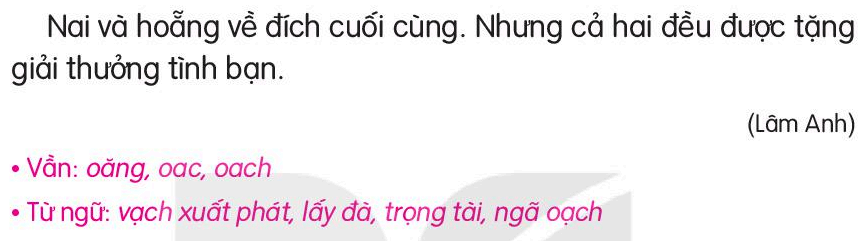 Nai và hoẵng về đích cuối cùng. Nhưng cả hai đều được tặng
giải thưởng tình bạn.
(Lâm Anh)
• Vần: oăng, oac, oach
• Từ ngữ: vạch xuất phát, lấy đà, trọng tài, ngã oạch